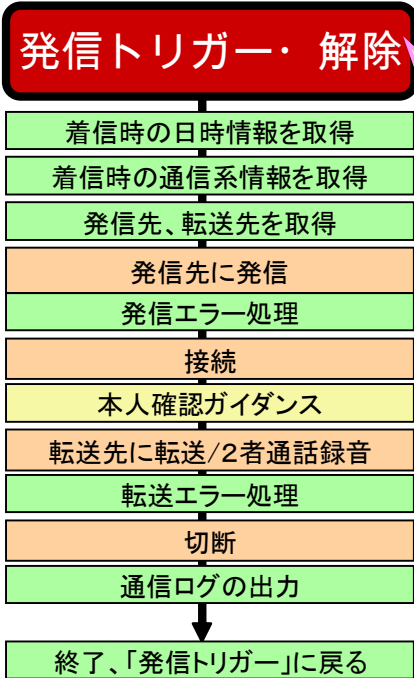 発信トリガー・解除
着信時の日時情報を取得
着信時の通信系情報を取得
発信先、転送先を取得
発信先に発信
発信エラー処理
接続
本人確認ガイダンス
転送先に転送/2者通話録音
転送エラー処理
切断
通信ログの出力
終了、「発信トリガー」に戻る